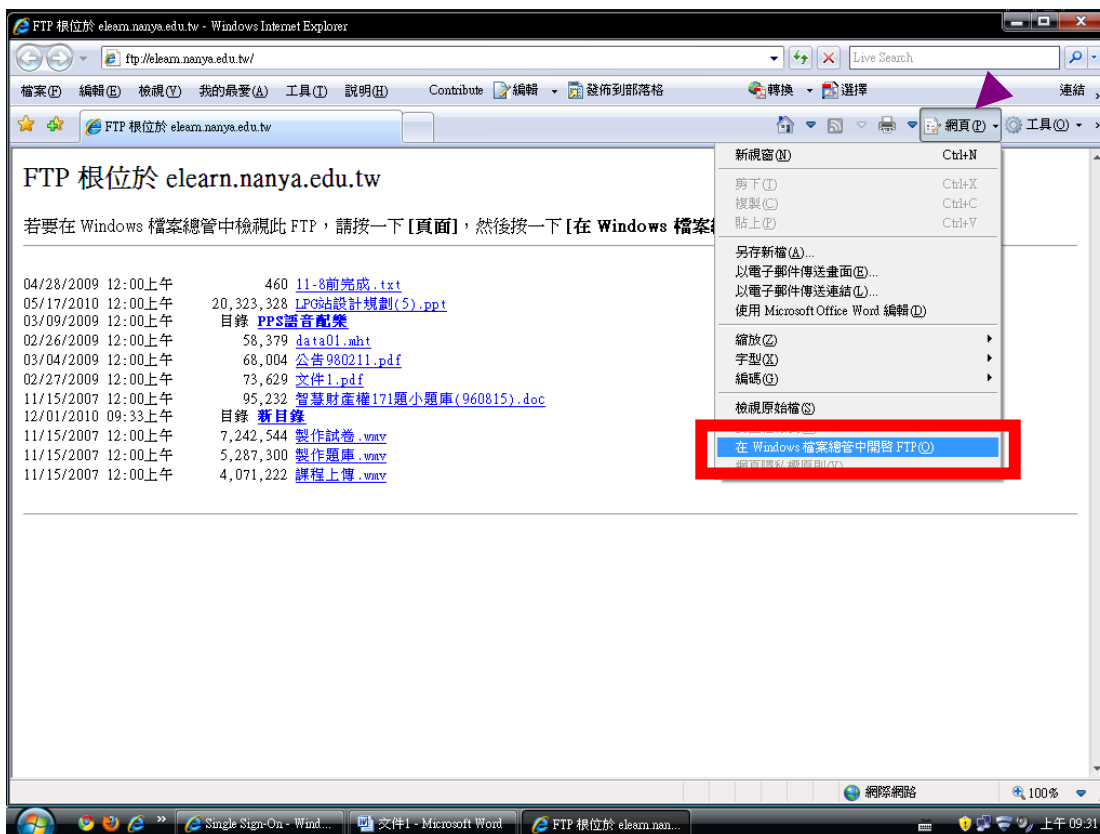 FTP 根位於 elearn.nanya.edu.tw - Windows Internet Explorer
ftp://elearn.nanya.edu.tw/
Live Search
檔案(F) 編輯(E) 檢視(V) 我的最愛(A) 工具(T) 說明(H) Contribute 編輯 發佈到部落格 轉換 選擇 連結
FTP 根位於 elearn.nanya.edu.tw 網頁(P) 工具(O)
FTP 根位於 elearn.nanya.edu.tw
若要在 Windows 檔案總管中檢視此 FTP，請按一下 [頁面]，然後按一下 [在 Windows 檔案
04/28/2009 12:00上午 460 11-8前完成.txt
05/17/2010 12:00上午 20,323,328 LPG站設計規劃(5).ppt
03/09/2009 12:00上午 目錄 PPS語音配樂
02/26/2009 12:00上午 58,379 data01.mht
03/04/2009 12:00上午 68,004 公告980211.pdf
02/27/2009 12:00上午 73,629 文件1.pdf
11/15/2007 12:00上午 95,232 智慧財產權171題小題庫(960815).doc
12/01/2010 09:33上午 目錄 新目錄
11/15/2007 12:00上午 7,242,544 製作試卷.wmv
11/15/2007 12:00上午 5,287,300 製作題庫.wmv
11/15/2007 12:00上午 4,071,222 課程上傳.wmv
新視窗(N) Ctrl+N
剪下(T) Ctrl+X
複製(C) Ctrl+C
貼上(P) Ctrl+V
另存新檔(A)...
以電子郵件傳送畫面(E)...
以電子郵件傳送連結(L)...
使用 Microsoft Office Word 編輯(D)
縮放(Z)
字型(X)
編碼(G)
檢視原始檔(S)
在 Windows 檔案總管中開啓 FTP(O)
網頁隱私權原則(V)
網際網路 100%
Single Sign-On - Wind... 文件1 - Microsoft Word FTP 根位於 elearn.nan... 上午 09:31